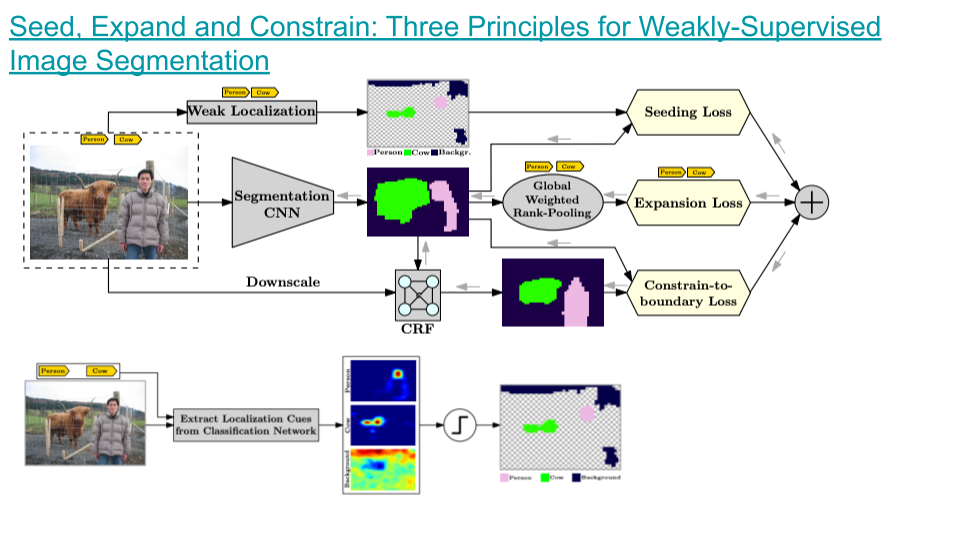 Seed, Expand and Constrain: Three Principles for Weakly-Supervised
Image Segmentation
Person Cow
Weak Localization
Person Cow Backgr.
Seeding Loss
Person Cow
Segmentation
CNN
Person Cow
Global
Weighted
Rank-Pooling
Person Cow
Expansion Loss
Downscale
CRF
Constrain-to-
boundary Loss
Person Cow
Extract Localization Cues
from Classification Network
Person
Cow
Background
Person Cow Background